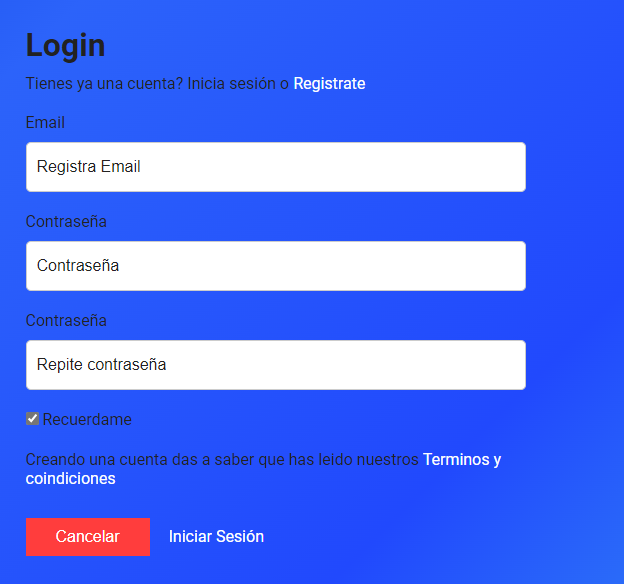 Login
Tienes ya una cuenta? Inicia sesión o Registrate
Email
Registra Email
Contraseña
Contraseña
Contraseña
Repite contraseña
Recuerdame
Creando una cuenta das a saber que has leido nuestros Terminos y
coindiciones
Cancelar Iniciar Sesión